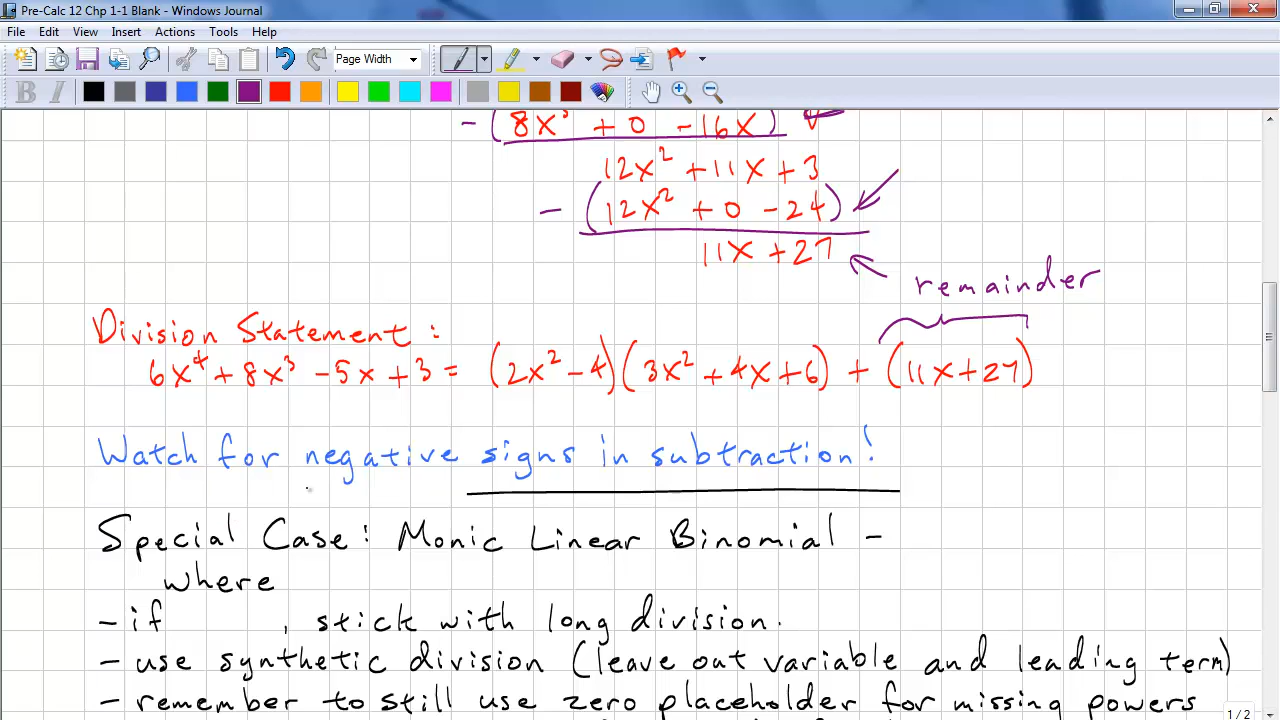 Pre-Calc 12 Chp 1-1 Blank - Windows Journal
File Edit View Insert Actions Tools Help
Page Width
B I
-(8x³ + 0 - 16x)
12x² + 11x + 3
-(12x² + 0 - 24)
11x + 27
remainder
Division Statement:
6x⁴ + 8x³ - 5x + 3 = (2x² - 4)(3x² + 4x + 6) + (11x + 27)
Watch for negative signs in subtraction!
Special Case: Monic Linear Binomial -
where
- if , stick with long division.
- use synthetic division (leave out variable and leading term)
- remember to still use zero placeholder for missing powers
1/2